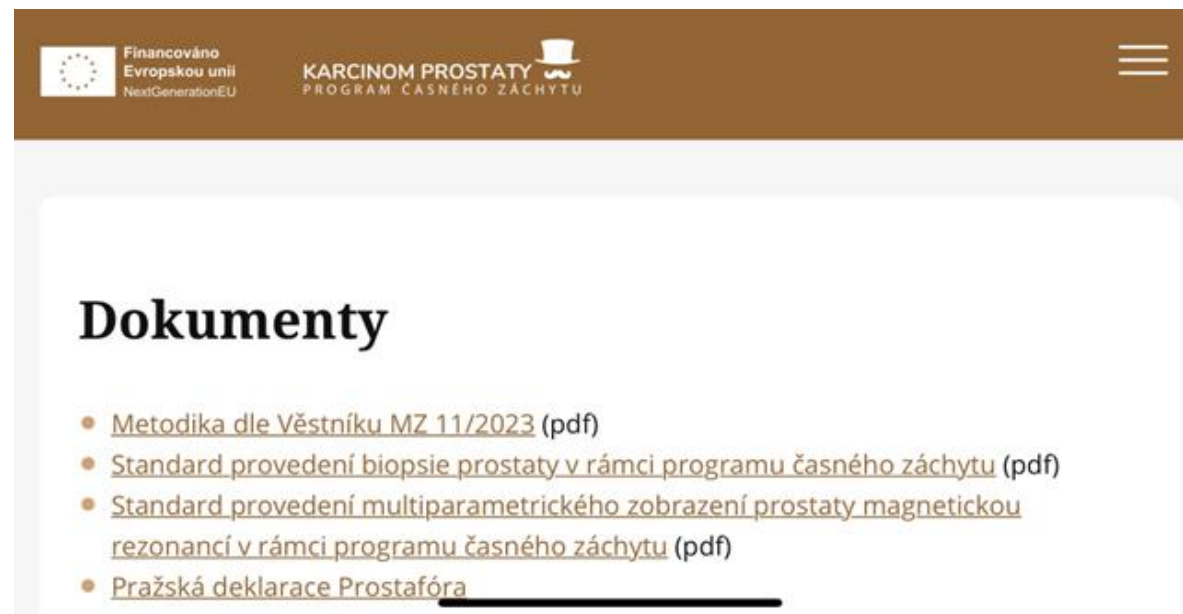 Financováno
Evropskou unii
NextGenerationEU
KARCINOM PROSTATY
PROGRAM ČASNÉHO ZÁCHYTU
Dokumenty
Metodika dle Věstníku MZ 11/2023 (pdf)
Standard provedení biopsie prostaty v rámci programu časného záchytu (pdf)
Standard provedení multiparametrického zobrazení prostaty magnetickou
rezonancí v rámci programu časného záchytu (pdf)
Pražská deklarace Prostafóra